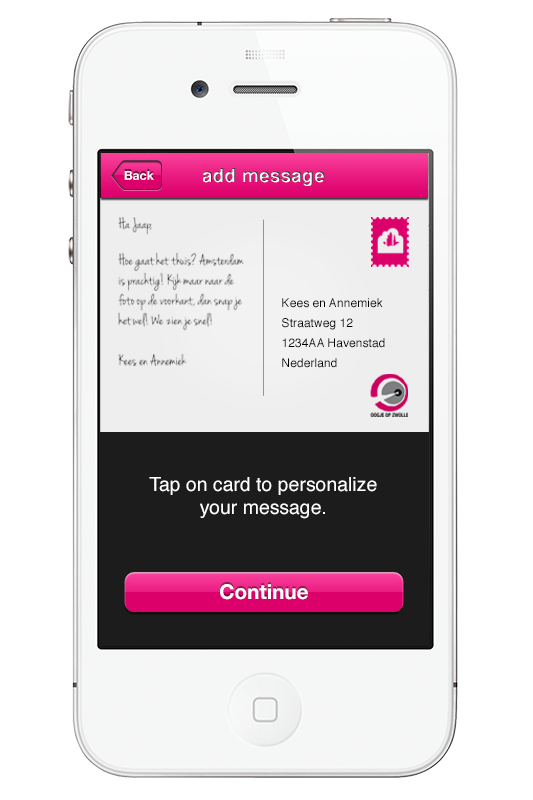 Back
add message
Ha Jaap,
Hoe gaat het thuis? Amsterdam
is prachtig! Kijk maar naar de
foto op de voorkant, dan snap je
het wel! We zien je snel!
Kees en Annemiek
Kees en Annemiek
Straatweg 12
1234AA Havenstad
Nederland
OOGJE OP ZWOLLE
Tap on card to personalize
your message.
Continue